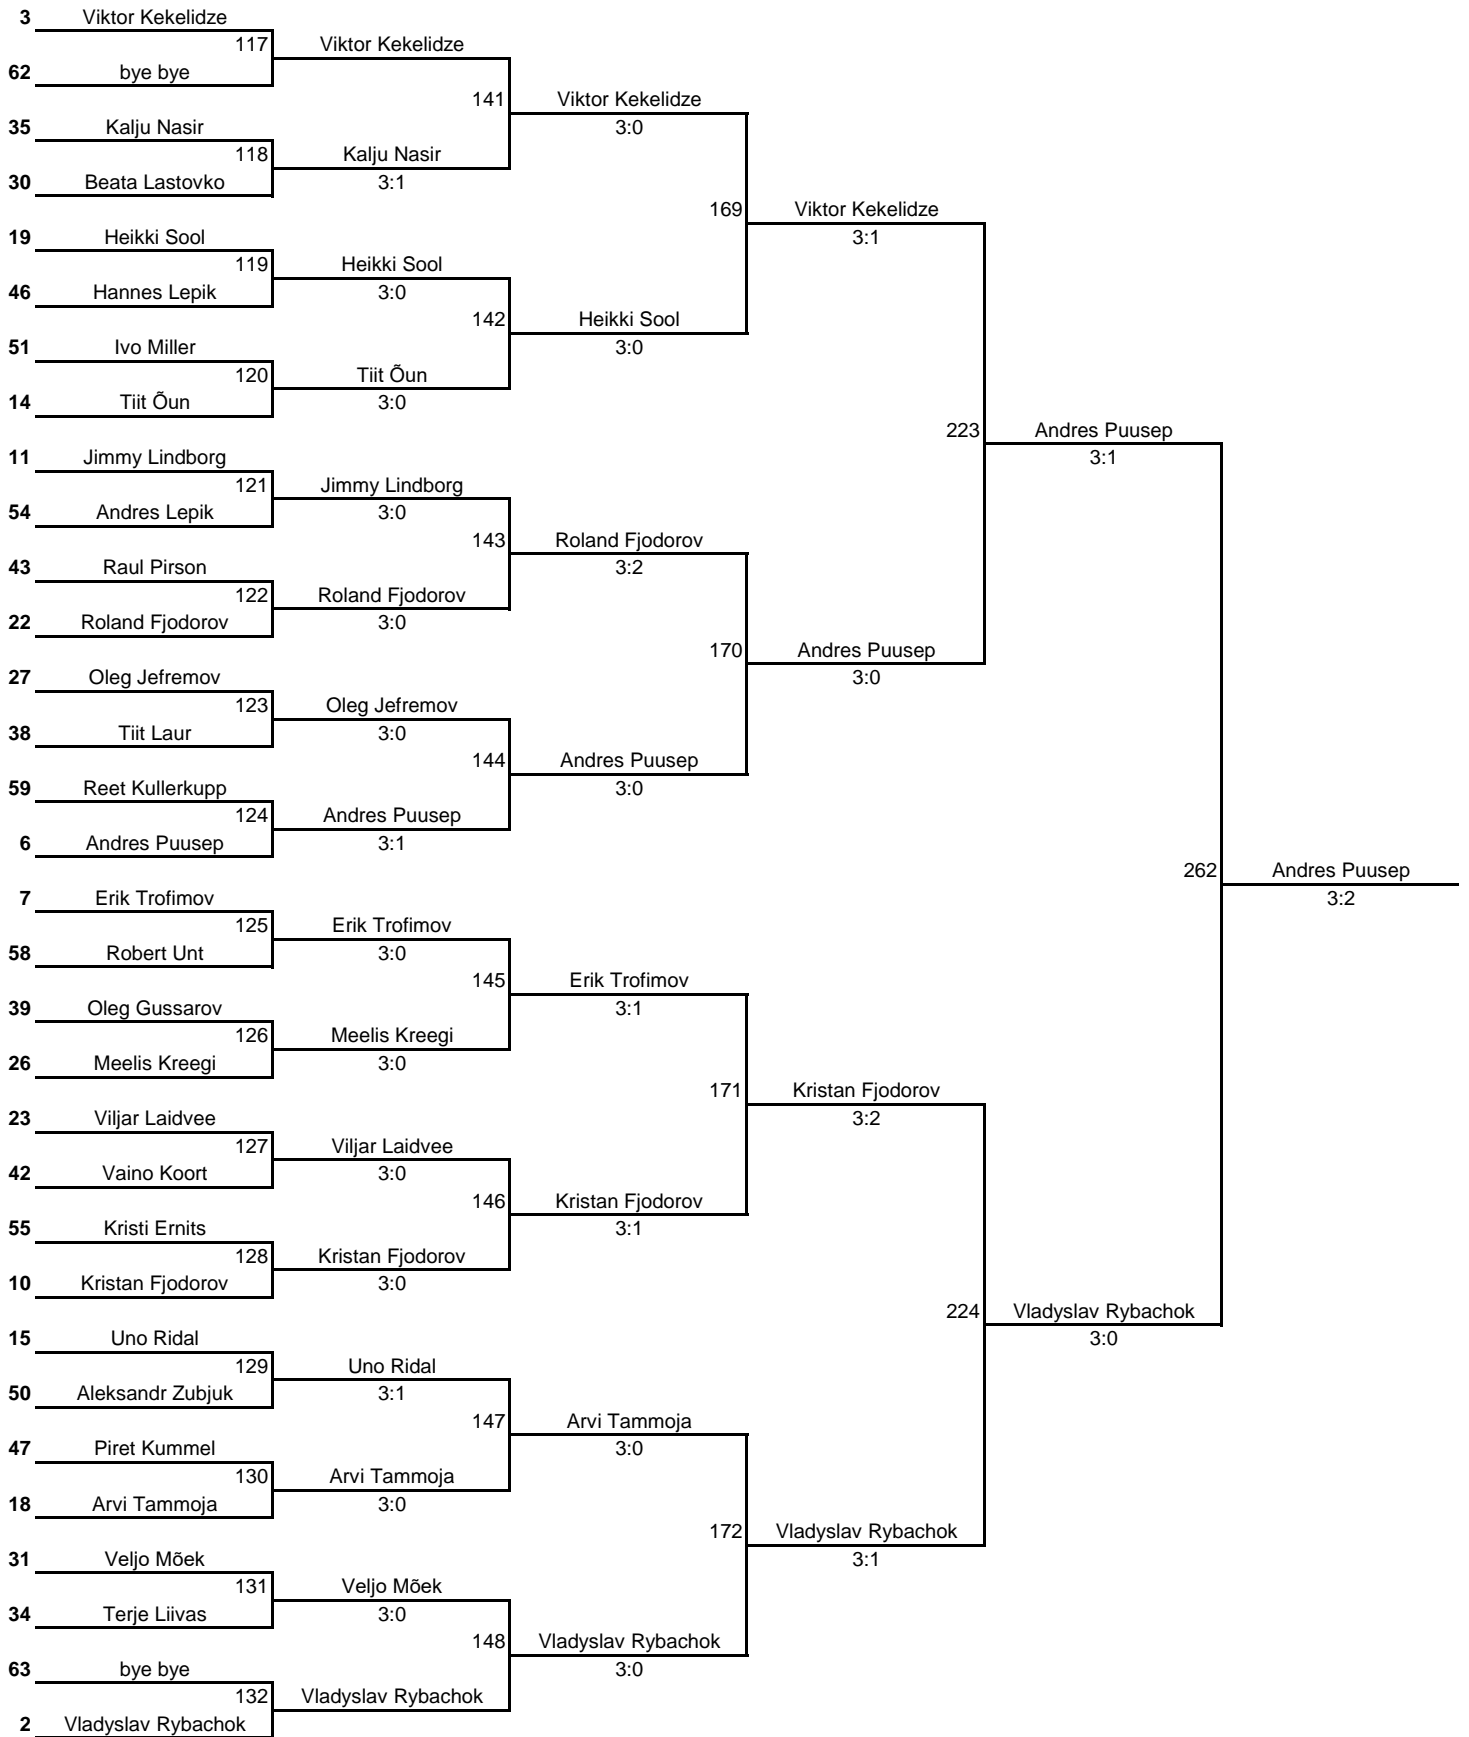 3 Viktor Kekelidze
117 Viktor Kekelidze
62 bye bye
141 Viktor Kekelidze
35 Kalju Nasir 3:0
118 Kalju Nasir
30 Beata Lastovko 3:1
169 Viktor Kekelidze
19 Heikki Sool 3:1
119 Heikki Sool
46 Hannes Lepik 3:0
142 Heikki Sool
51 Ivo Miller 3:0
120 Tiit Õun
14 Tiit Õun 3:0
223 Andres Puusep
11 Jimmy Lindborg 3:1
121 Jimmy Lindborg
54 Andres Lepik 3:0
143 Roland Fjodorov
43 Raul Pirson 3:2
122 Roland Fjodorov
22 Roland Fjodorov 3:0
170 Andres Puusep
27 Oleg Jefremov 3:0
123 Oleg Jefremov
38 Tiit Laur 3:0
144 Andres Puusep
59 Reet Kullerkupp 3:0
124 Andres Puusep
6 Andres Puusep 3:1
262 Andres Puusep
7 Erik Trofimov 3:2
125 Erik Trofimov
58 Robert Unt 3:0
145 Erik Trofimov
39 Oleg Gussarov 3:1
126 Meelis Kreegi
26 Meelis Kreegi 3:0
171 Kristan Fjodorov
23 Viljar Laidvee 3:2
127 Viljar Laidvee
42 Vaino Koort 3:0
146 Kristan Fjodorov
55 Kristi Ernits 3:1
128 Kristan Fjodorov
10 Kristan Fjodorov 3:0
224 Vladyslav Rybachok
15 Uno Ridal 3:0
129 Uno Ridal
50 Aleksandr Zubjuk 3:1
147 Arvi Tammoja
47 Piret Kummel 3:0
130 Arvi Tammoja
18 Arvi Tammoja 3:0
172 Vladyslav Rybachok
31 Veljo Mõek 3:1
131 Veljo Mõek
34 Terje Liivas 3:0
148 Vladyslav Rybachok
63 bye bye 3:0
132 Vladyslav Rybachok
2 Vladyslav Rybachok